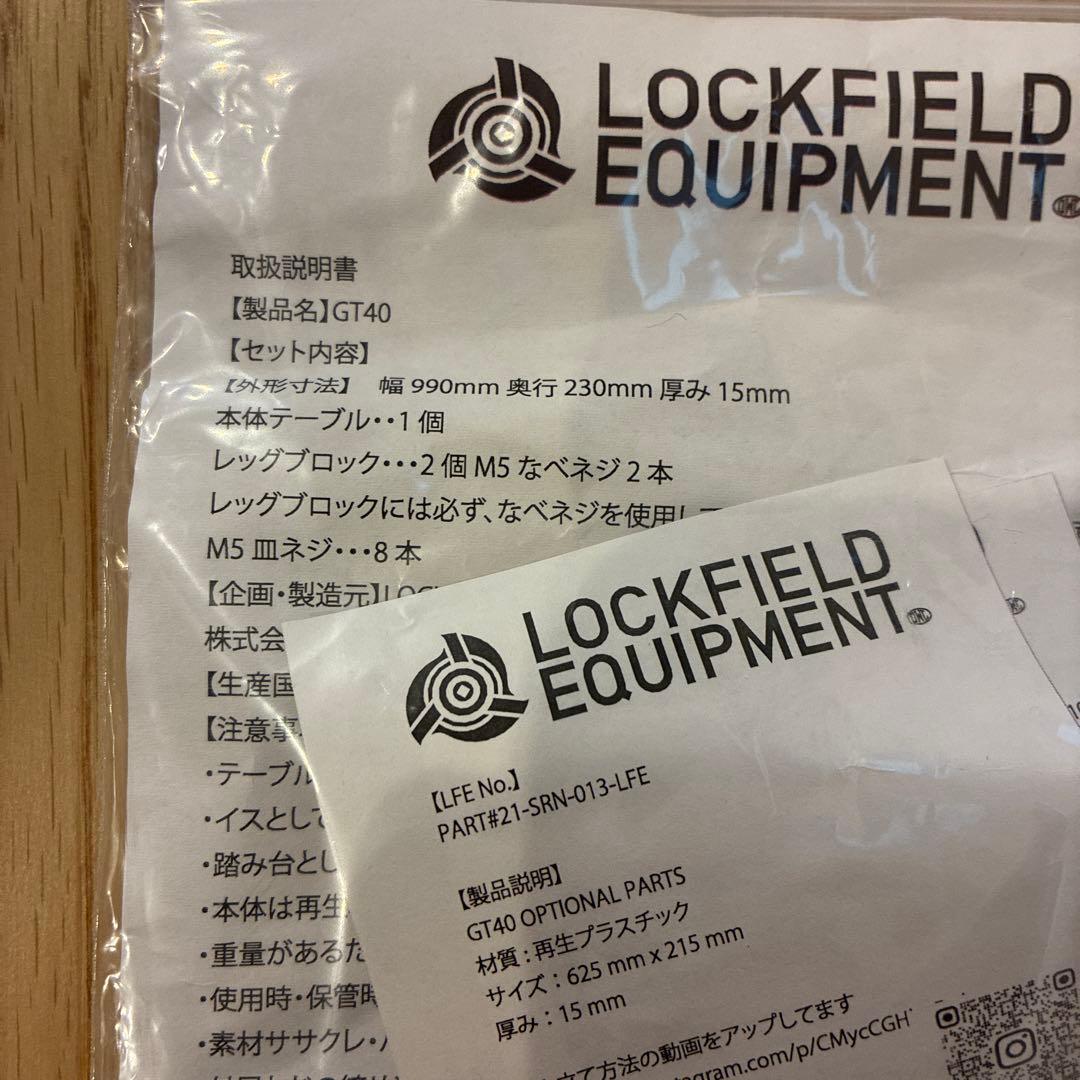 LOCKFIELD
EQUIPMENT
取扱説明書
【製品名】GT40
【セット内容】
【外形寸法】 幅 990mm 奥行 230mm 厚み 15mm
本体テーブル・・1 個
レッグブロック・・・2 個 M5 なベネジ 2 本
レッグブロックには必ず、なベネジを使用し
M5 皿ネジ・・・8 本
【企画・製造元】LOC
株式会
【生産国
【注意事
・テーブル
・イスとして
・踏み台とし
・本体は再生
・重量があるた
・使用時・保管時
・素材ササクレ・
LOCKFIELD
EQUIPMENT
【LFE No.】
PART#21-SRN-013-LFE
【製品説明】
GT40 OPTIONAL PARTS
材質：再生プラスチック
サイズ：625 mm x 215 mm
厚み：15 mm
立て方法の動画をアップしてます
tagram.com/p/CMycCGH